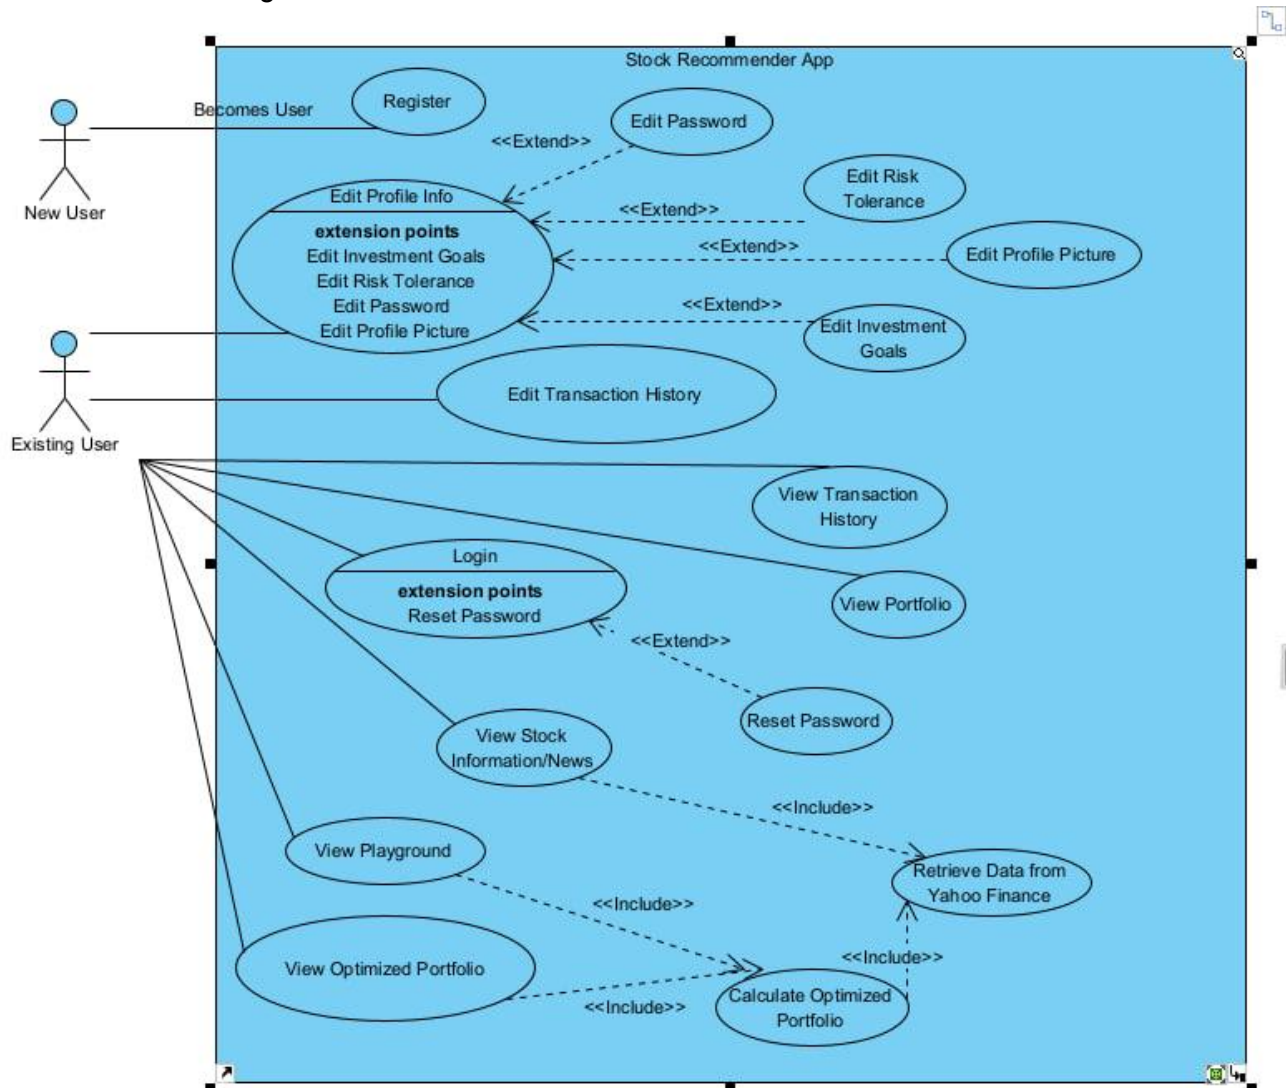 Stock Recommender App
Becomes User
Register
Edit Password
<<Extend>>
New User
Edit Profile Info
extension points
Edit Investment Goals
Edit Risk Tolerance
Edit Password
Edit Profile Picture
Edit Risk
Tolerance
<<Extend>>
<<Extend>>
Edit Profile Picture
<<Extend>>
Edit Investment
Goals
Existing User
Edit Transaction History
View Transaction
History
Login
extension points
Reset Password
View Portfolio
<<Extend>>
Reset Password
View Stock
Information/News
<<Include>>
View Playground
Retrieve Data from
Yahoo Finance
<<Include>>
<<Include>>
View Optimized Portfolio
<<Include>>
Calculate Optimized
Portfolio